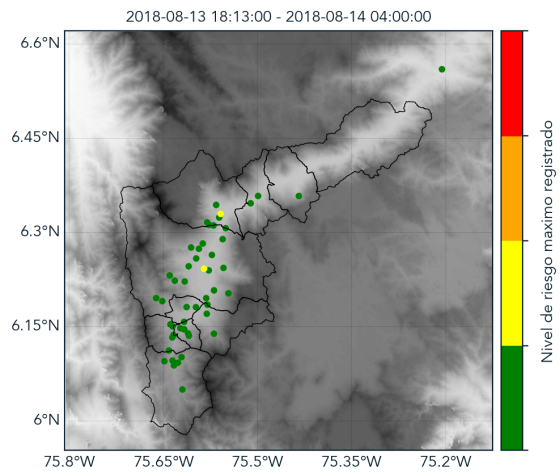 2018-08-13 18:13:00 - 2018-08-14 04:00:00
6.6°N
6.45°N
6.3°N
6.15°N
6°N
75.8°W 75.65°W 75.5°W 75.35°W 75.2°W
Nivel de riesgo maximo registrado